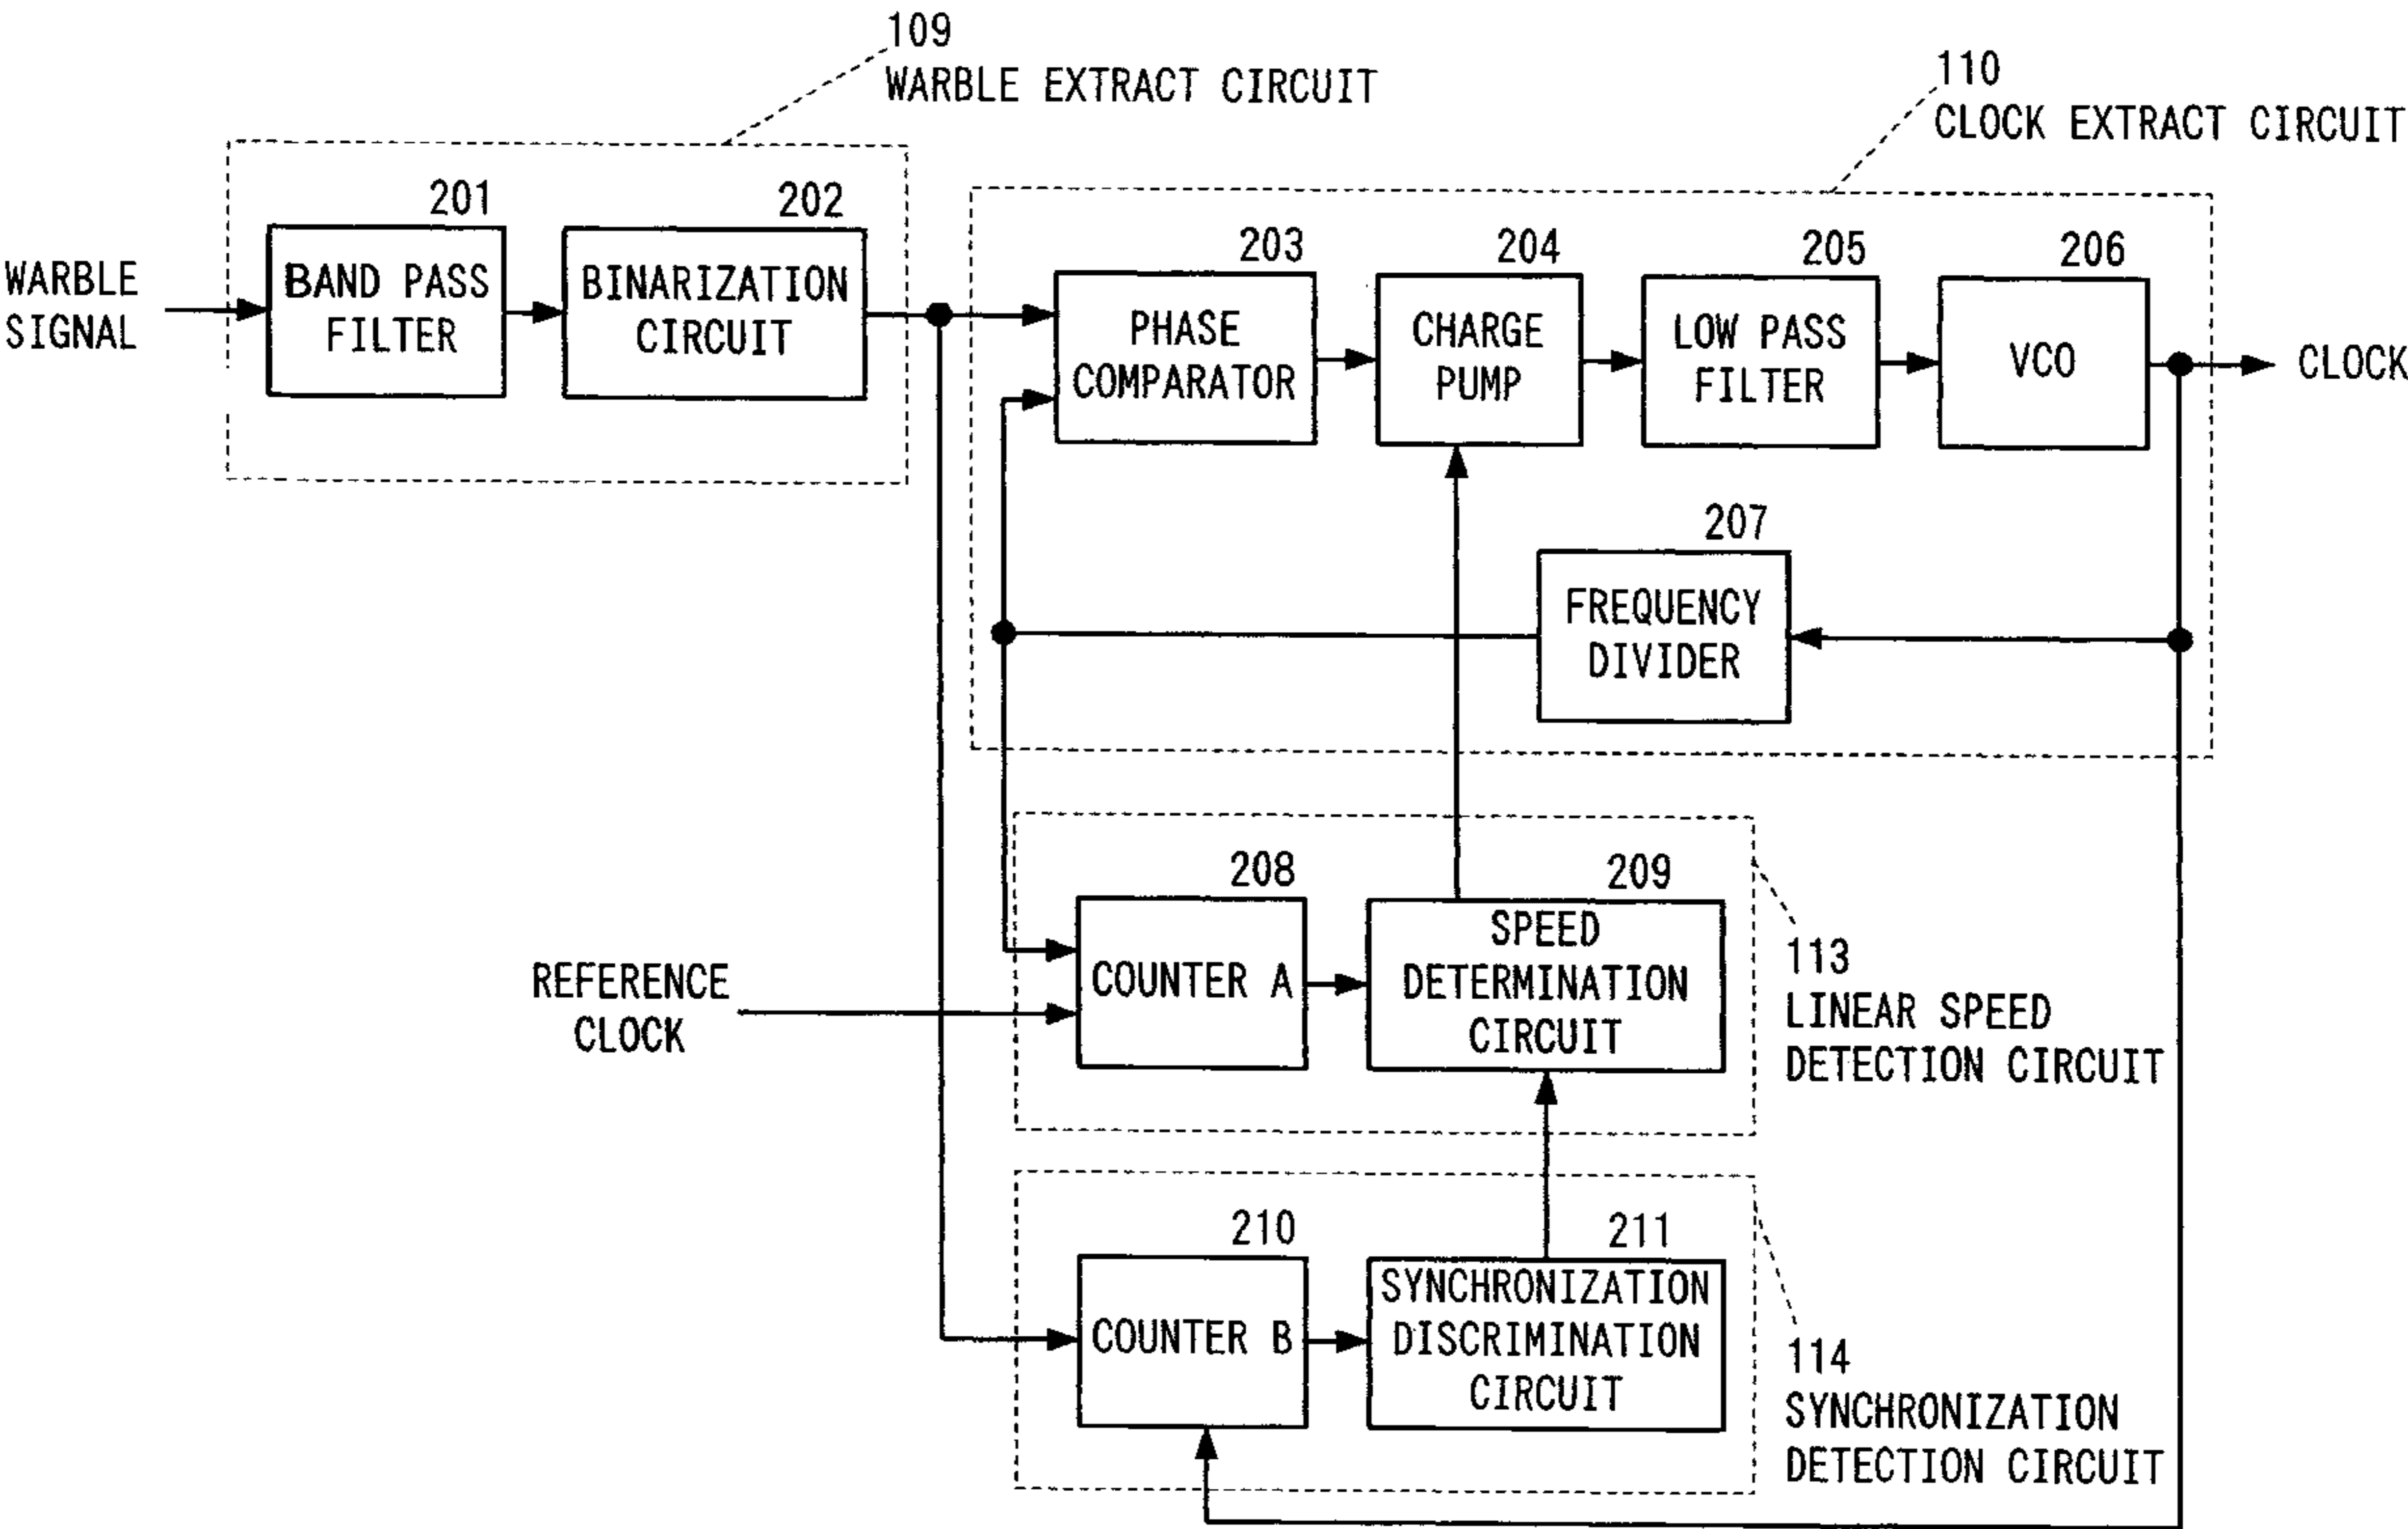 109
WARBLE EXTRACT CIRCUIT
110
CLOCK EXTRACT CIRCUIT
201
202
203
204
205
206
WARBLE
SIGNAL
BAND PASS
FILTER
BINARIZATION
CIRCUIT
PHASE
COMPARATOR
CHARGE
PUMP
LOW PASS
FILTER
VCO
CLOCK
207
FREQUENCY
DIVIDER
208
209
REFERENCE
CLOCK
COUNTER A
SPEED
DETERMINATION
CIRCUIT
113
LINEAR SPEED
DETECTION CIRCUIT
210
211
COUNTER B
SYNCHRONIZATION
DISCRIMINATION
CIRCUIT
114
SYNCHRONIZATION
DETECTION CIRCUIT